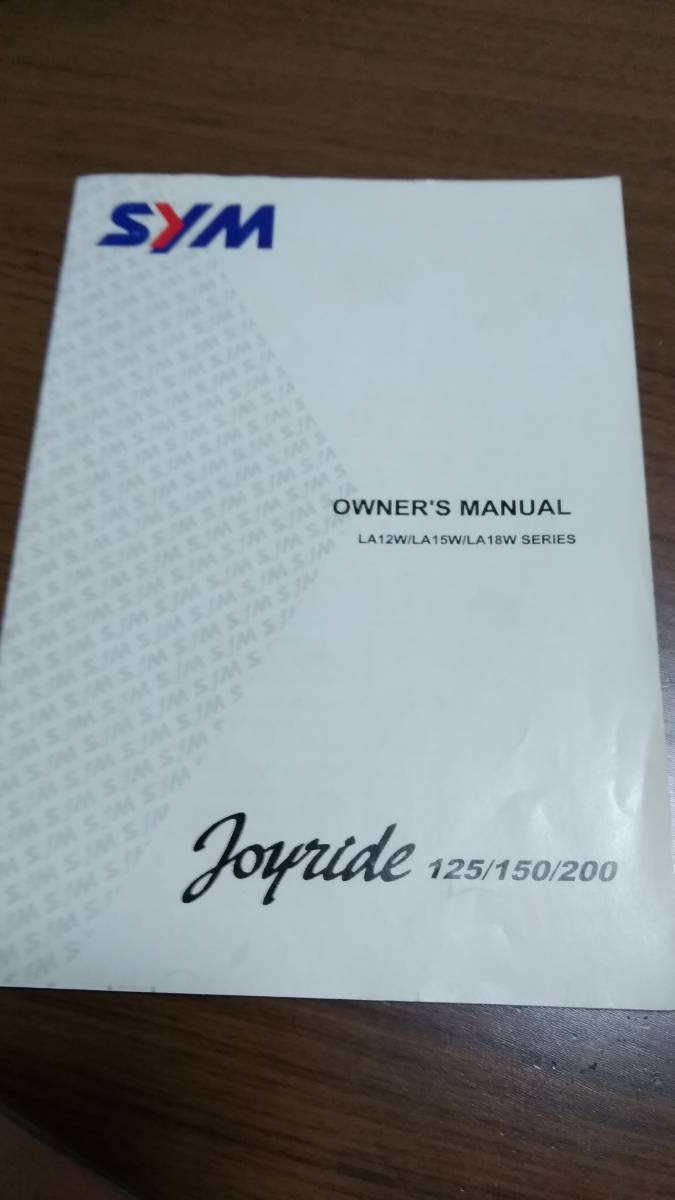 SYM
OWNER'S MANUAL
LA12W/LA15W/LA18W SERIES
Joyride 125/150/200